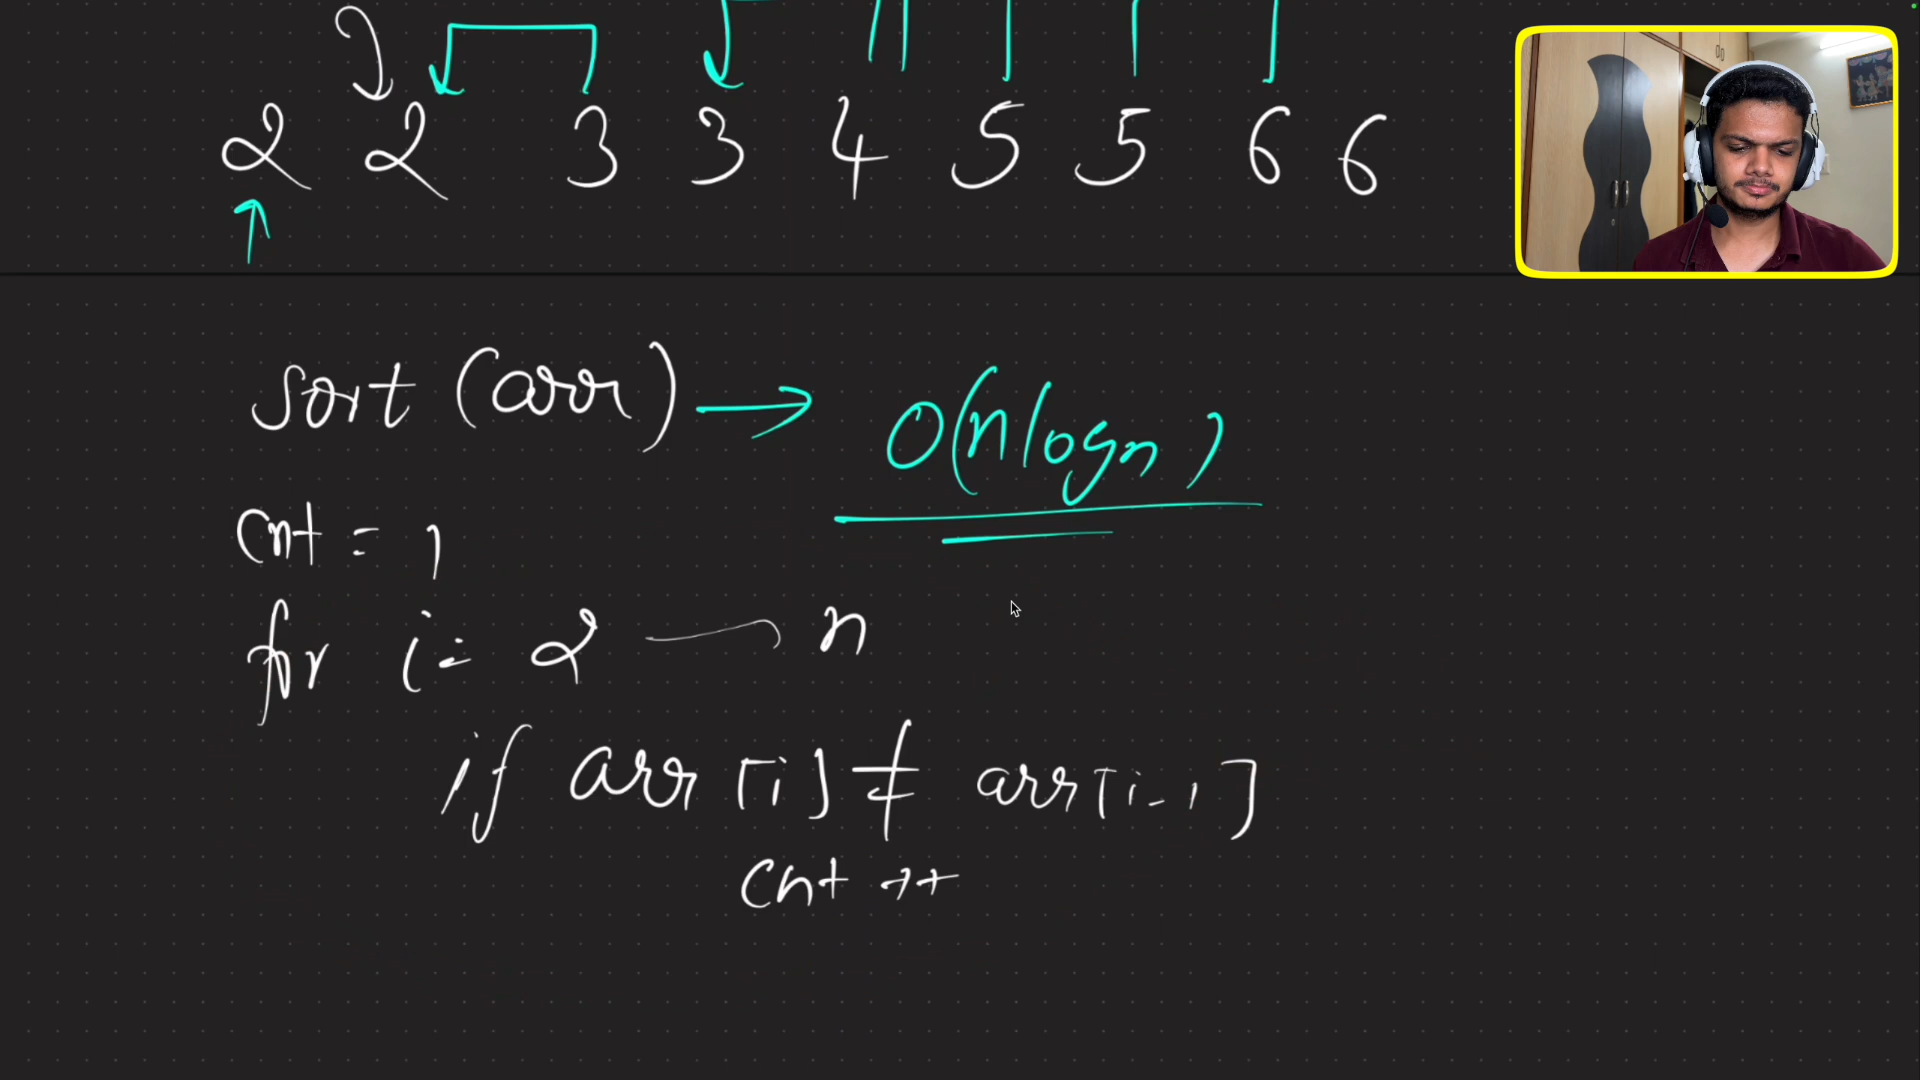 2 2 3 3 4 5 5 6 6
sort (arr) → O(nlogn)
cnt = 1
for i = 2 — n
if arr[i] ≠ arr[i-1]
cnt ++